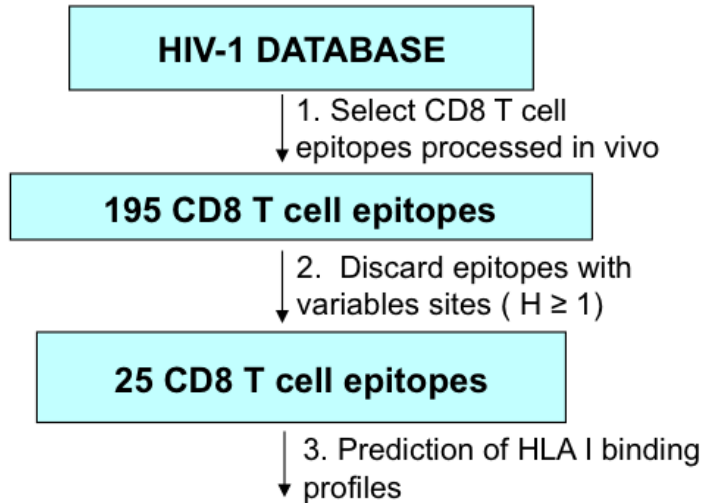 HIV-1 DATABASE
1. Select CD8 T cell
epitopes processed in vivo
195 CD8 T cell epitopes
2. Discard epitopes with
variables sites ( H ≥ 1)
25 CD8 T cell epitopes
3. Prediction of HLA I binding
profiles